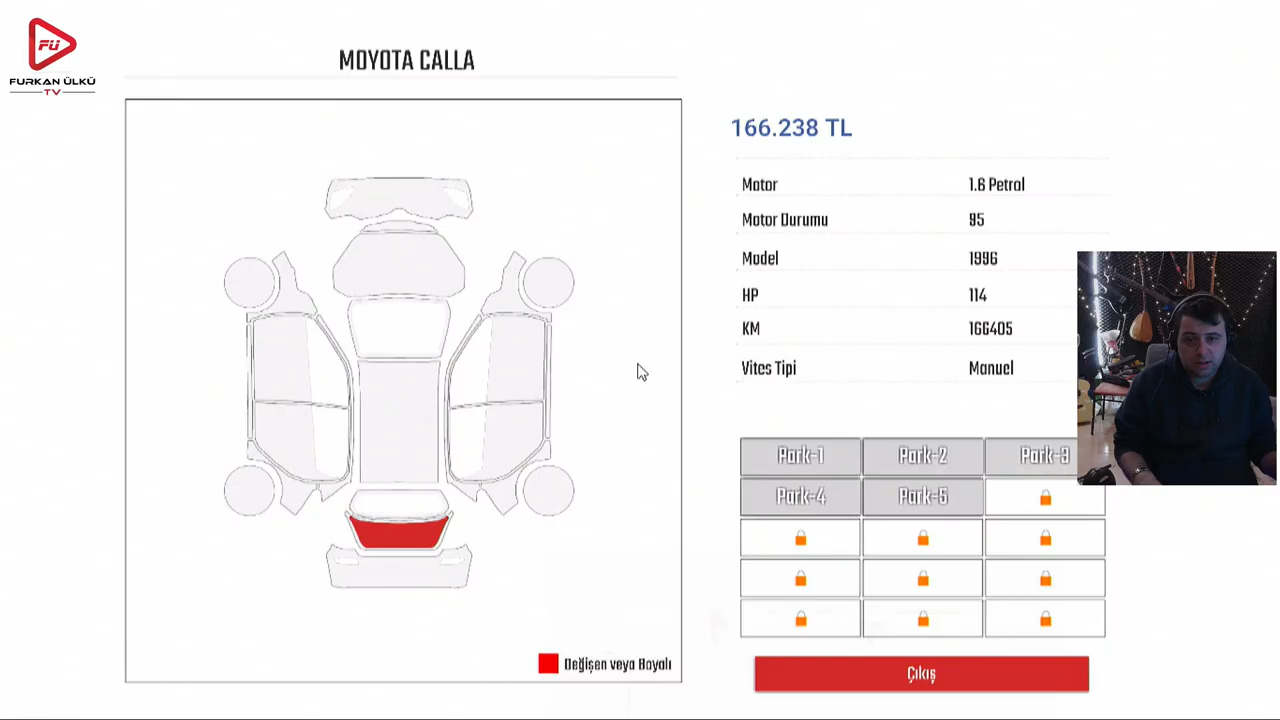 FU
FURKAN ÜLKÜ
TV
MOYOTA CALLA
166.238 TL
Motor 1.6 Petrol
Motor Durumu 95
Model 1996
HP 114
KM 166405
Vites Tipi Manuel
Park-1 Park-2 Park-3
Park-4 Park-5
Değişen veya Boyalı
Çıkış